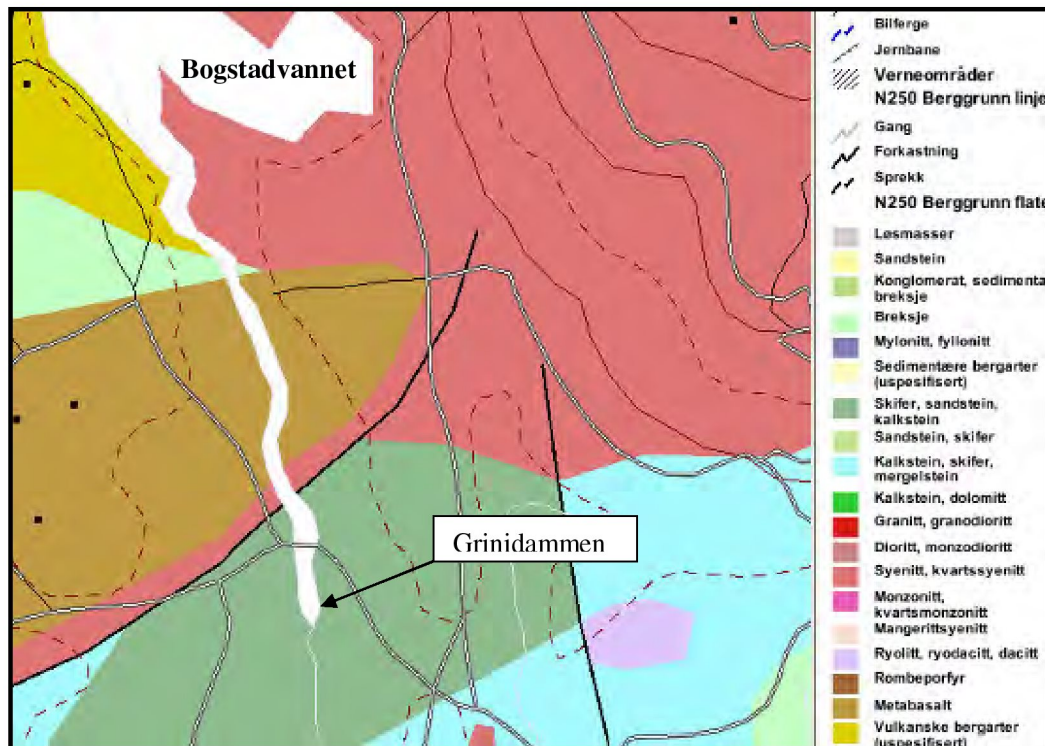 Bogstadvannet
Grinidammen
Bilferge
Jernbane
Verneområder
N250 Berggrunn linje
Gang
Forkastning
Sprekk
N250 Berggrunn flate
Løsmasser
Sandstein
Konglomerat, sedimenta
breksje
Breksje
Mylonitt, fyllonitt
Sedimentære bergarter
(uspesifisert)
Skifer, sandstein,
kalkstein
Sandstein, skifer
Kalkstein, skifer,
mergelstein
Kalkstein, dolomitt
Granitt, granodioritt
Dioritt, monzodioritt
Syenitt, kvartssyenitt
Monzonitt,
kvartsmonzonitt
Mangerittsyenitt
Ryolitt, ryodacitt, dacitt
Rombeporfyr
Metabasalt
Vulkanske bergarter
(uspesifisert)